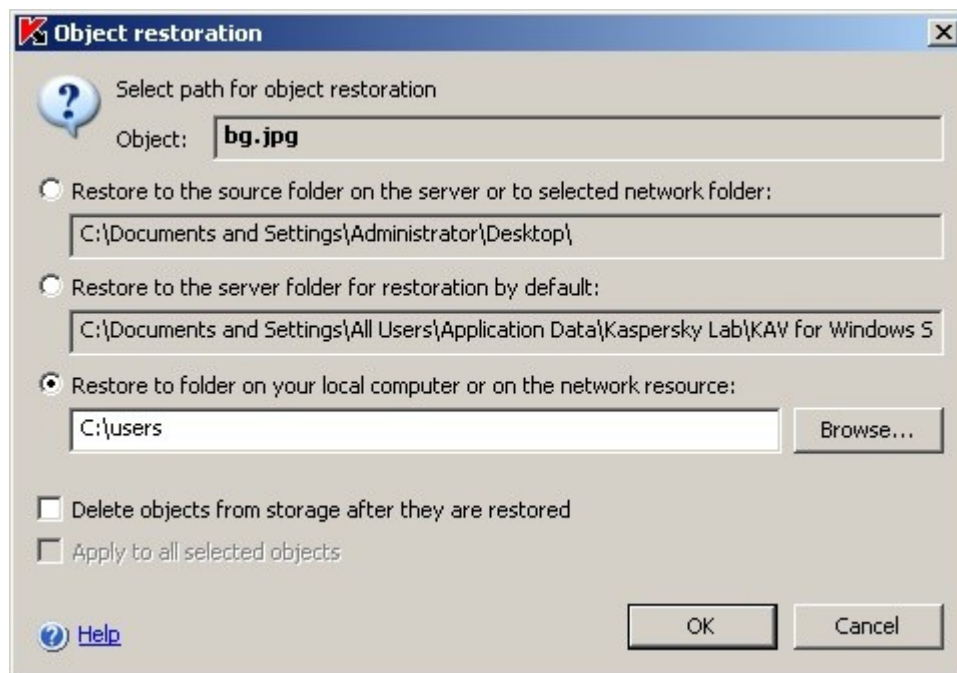 Object restoration
Select path for object restoration
Object: bg.jpg
Restore to the source folder on the server or to selected network folder:
C:\Documents and Settings\Administrator\Desktop\
Restore to the server folder for restoration by default:
C:\Documents and Settings\All Users\Application Data\Kaspersky Lab\KAV for Windows S
Restore to folder on your local computer or on the network resource:
C:\users Browse...
Delete objects from storage after they are restored
Apply to all selected objects
Help OK Cancel